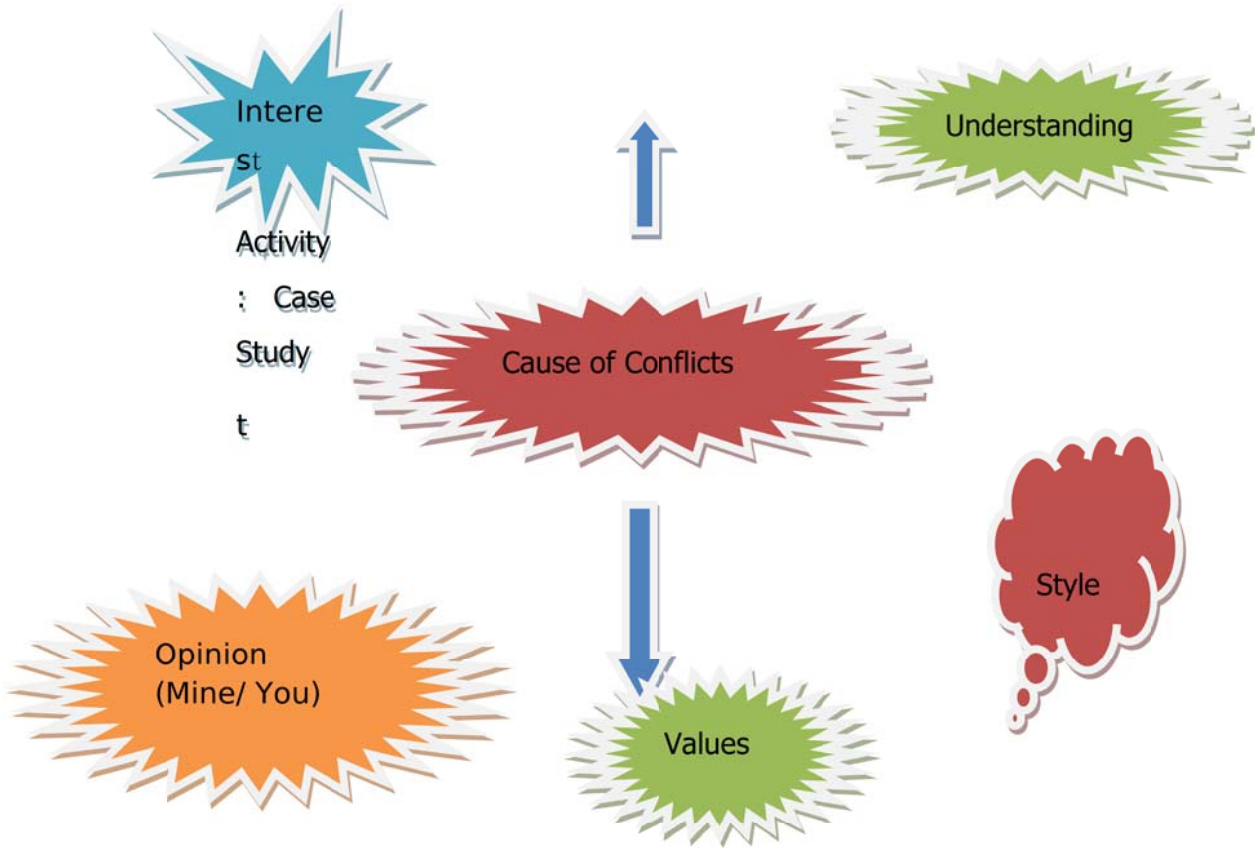 Intere
st
Activity
: Case
Study
t
Understanding
Cause of Conflicts
Style
Opinion
(Mine/ You)
Values